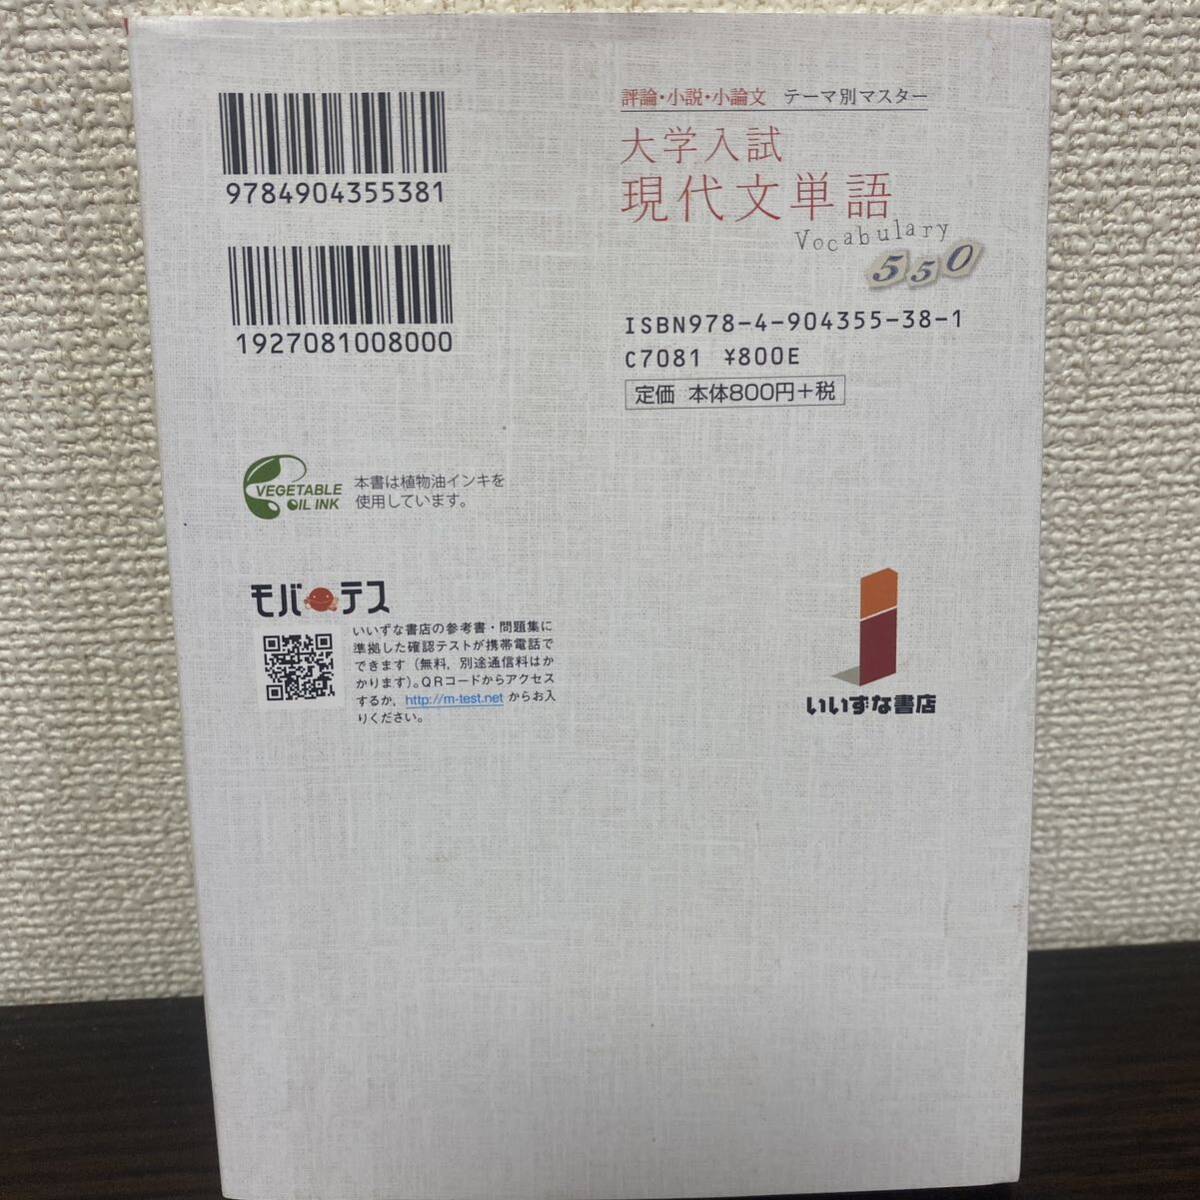 9784904355381
1927081008000
評論・小説・小論文 テーマ別マスター
大学入試
現代文単語
Vocabulary
550
ISBN978-4-904355-38-1
C7081 ¥800E
定価 本体800円+税
VEGETABLE
OIL INK
本書は植物油インキを
使用しています。
モバテス
いいずな書店の参考書・問題集に
準拠した確認テストが携帯電話で
できます(無料,別途通信料はか
かります)。QRコードからアクセス
するか, http://m-test.net からお入
りください。
いいずな書店